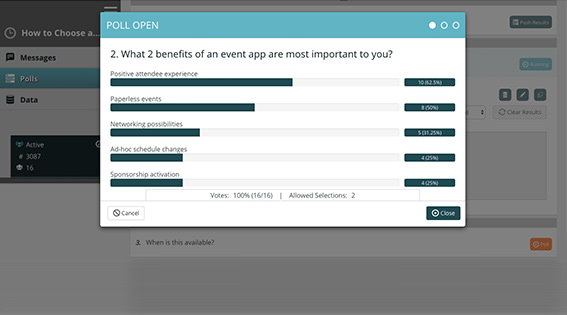 POLL OPEN
How to Choose a...
Push Results
2. What 2 benefits of an event app are most important to you?
Messages
Running
Positive attendee experience
10 (62.5%)
Polls
Paperless events
8 (50%)
Data
Clear Results
Networking possibilities
5 (31.25%)
Active
Ad-hoc schedule changes
4 (25%)
# 3087
16
Sponsorship activation
4 (25%)
Votes: 100% (16/16) | Allowed Selections: 2
Cancel
Close
3. When is this available?
Poll